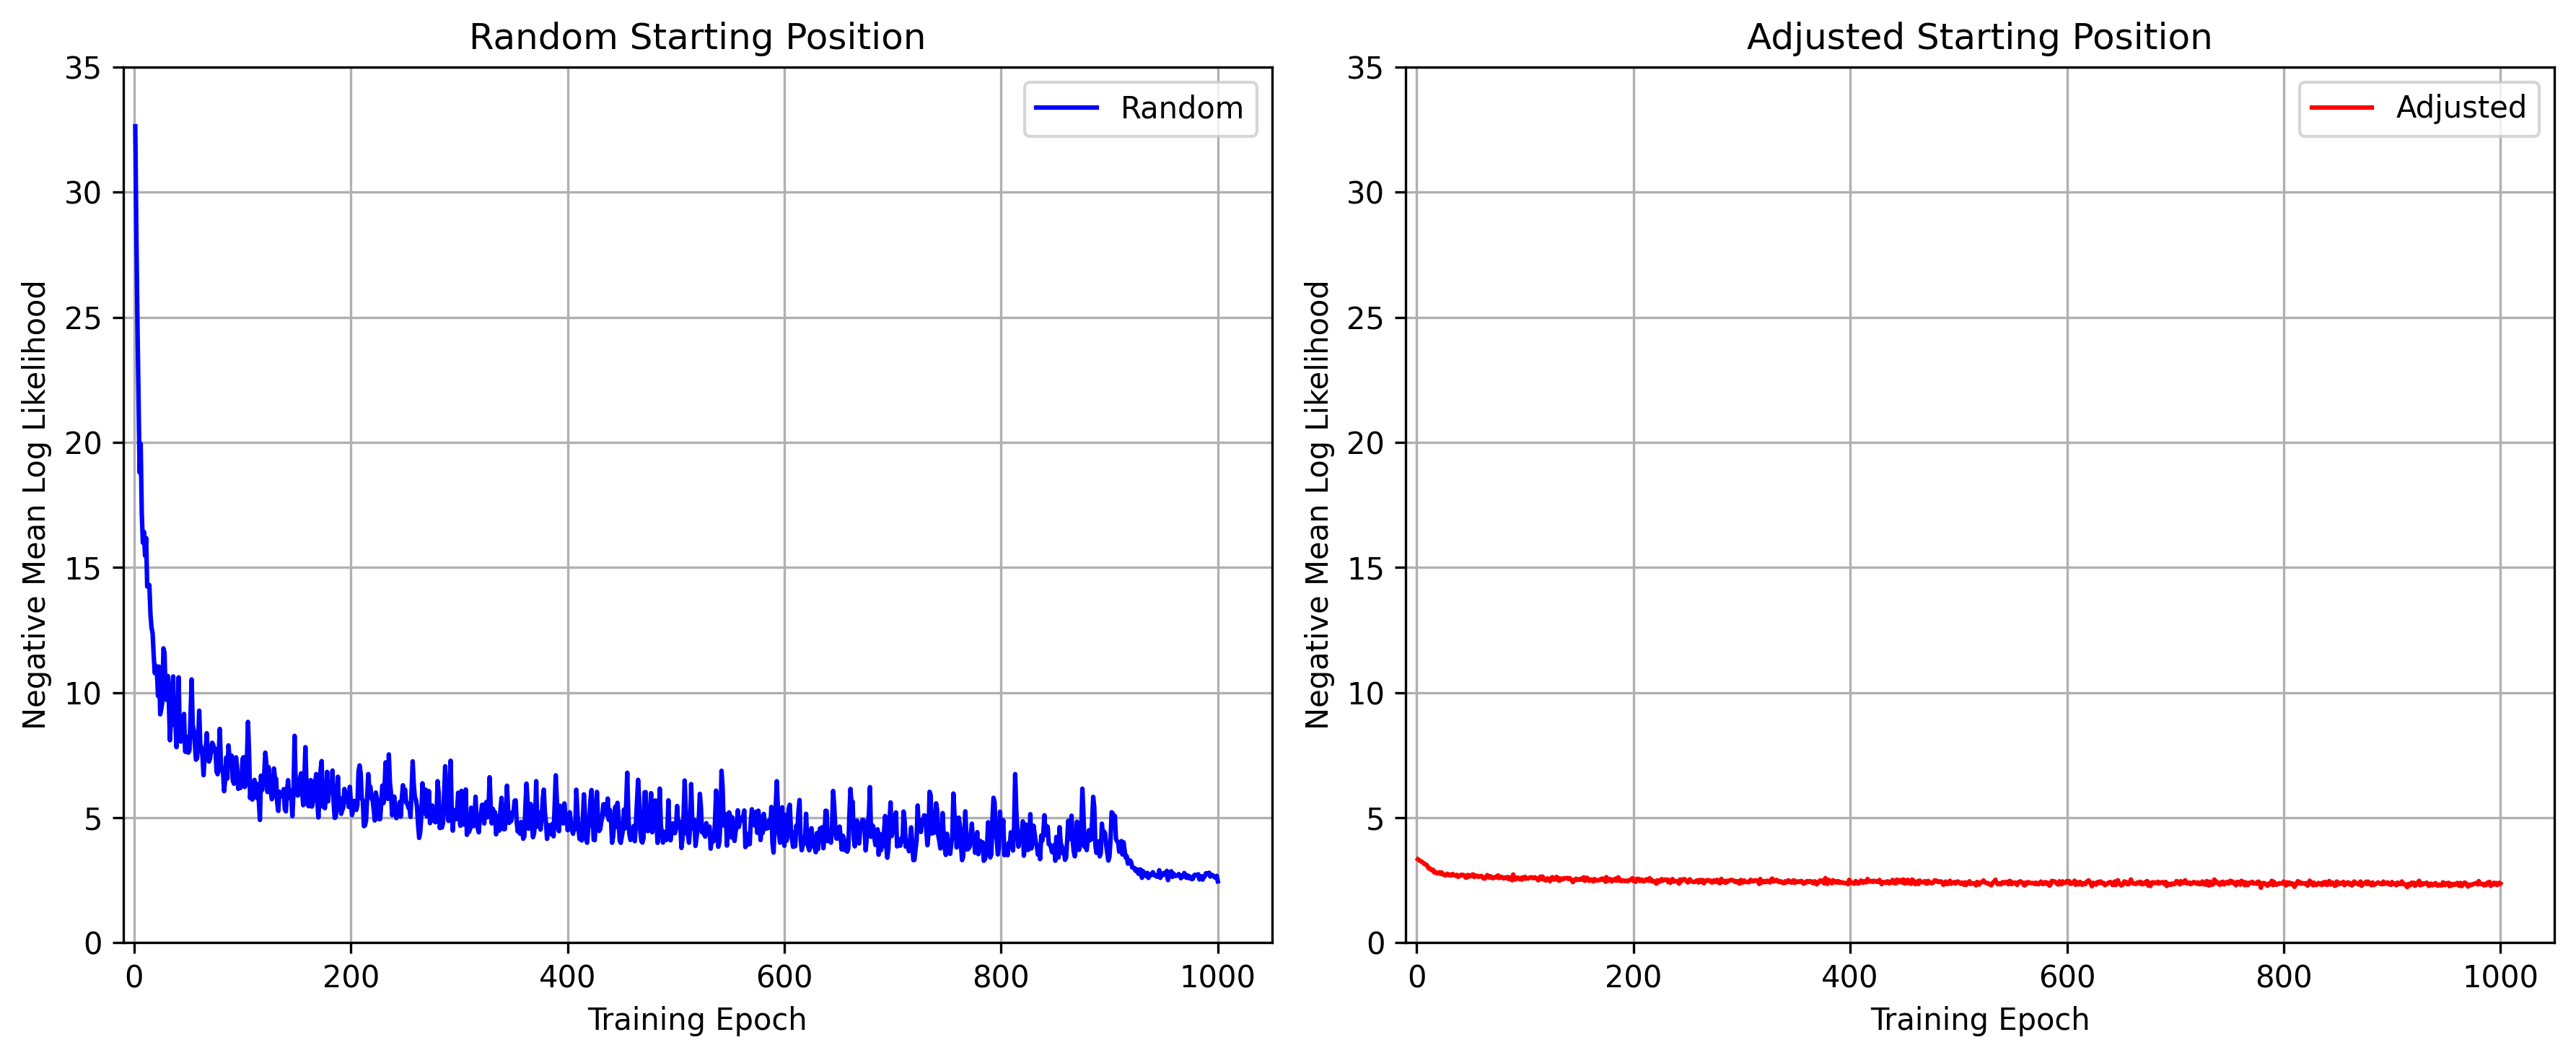 Random Starting Position
35
30
25
20
15
10
5
0
Negative Mean Log Likelihood
Random
0 200 400 600 800 1000
Training Epoch
Adjusted Starting Position
35
30
25
20
15
10
5
0
Negative Mean Log Likelihood
Adjusted
0 200 400 600 800 1000
Training Epoch